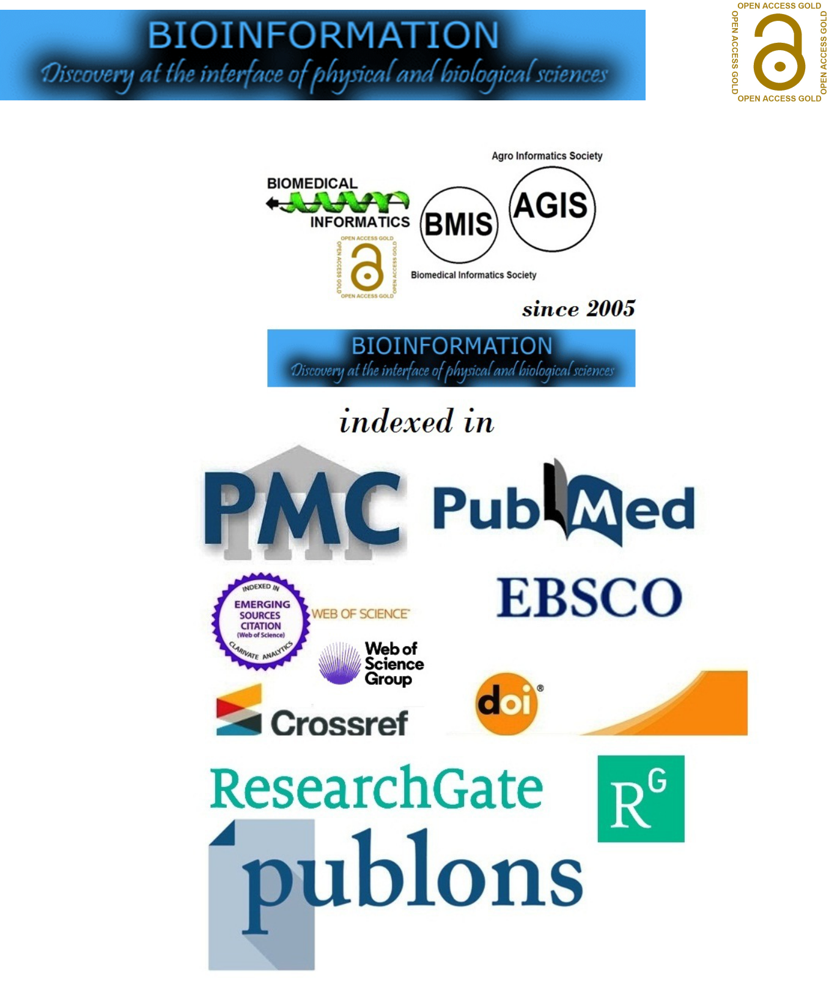 BIOINFORMATION
Discovery at the interface of physical and biological sciences
OPEN ACCESS GOLD
OPEN ACCESS GOLD
OPEN ACCESS GOLD
OPEN ACCESS GOLD
Agro Informatics Society
BIOMEDICAL
INFORMATICS
BMIS
AGIS
OPEN ACCESS GOLD
OPEN ACCESS GOLD
OPEN ACCESS GOLD
OPEN ACCESS GOLD
Biomedical Informatics Society
since 2005
BIOINFORMATION
Discovery at the interface of physical and biological sciences
indexed in
PMC
PubMed
INDEXED IN
EMERGING
SOURCES
CITATION
(Web of Science)
CLARIVATE ANALYTICS
WEB OF SCIENCE™
EBSCO
Web of
Science
Group
Crossref
doi®
ResearchGate
RG
publons